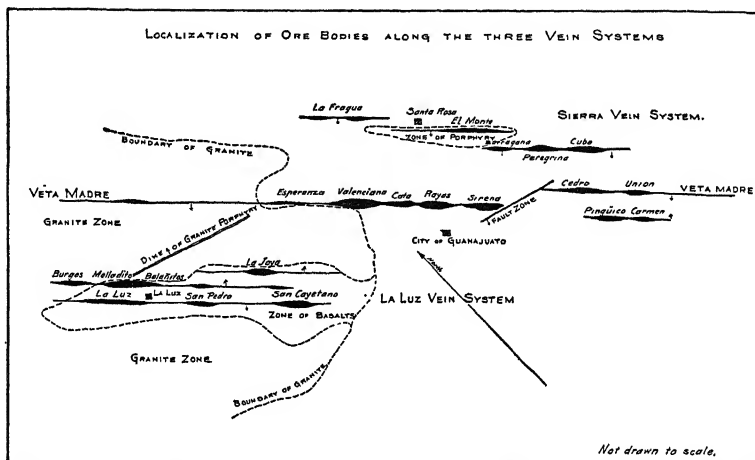 LOCALIZATION OF ORE BODIES ALONG THE THREE VEIN SYSTEMS
La Fragua
Santa Rosa
El Monte
SIERRA VEIN SYSTEM.
ZONE OF PORPHYRY
BOUNDARY OF GRANITE
Cubo
Peregrina
VETA MADRE
Esperanza
Valenciana
Cata
Rayas
Sirena
FAULT ZONE
Cedro
Union
VETA MADRE
GRANITE ZONE
DIKE OF GRANITE PORPHYRY
Pingüico Carmen
CITY OF GUANAJUATO
La Joya
Burgos
Melladito
Bolañitos
North
La Luz
LA LUZ
San Pedro
San Cayetano
LA LUZ VEIN SYSTEM
ZONE OF BASALTS
GRANITE ZONE
BOUNDARY OF GRANITE
Not drawn to scale.